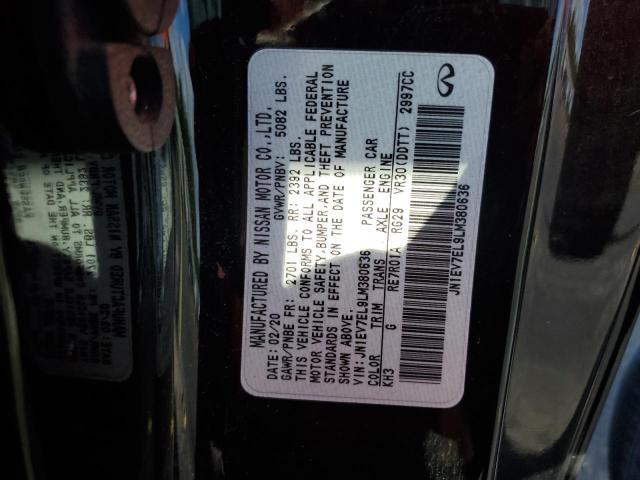 MANUFACTURED BY NISSAN MOTOR CO.,LTD.
DATE: 02/20 GVWR/PNBV: 5082 LBS.
GAWR/PNBE FR: 2701 LBS. RR: 2392 LBS.
THIS VEHICLE CONFORMS TO ALL APPLICABLE FEDERAL
MOTOR VEHICLE SAFETY,BUMPER,AND THEFT PREVENTION
STANDARDS IN EFFECT ON THE DATE OF MANUFACTURE
SHOWN ABOVE.
VIN: JN1EV7EL9LM380636 PASSENGER CAR
COLOR TRIM TRANS AXLE ENGINE
KH3 G RE7R01A RG29 VR30(DDTT) 2997CC
JN1EV7EL9LM380636